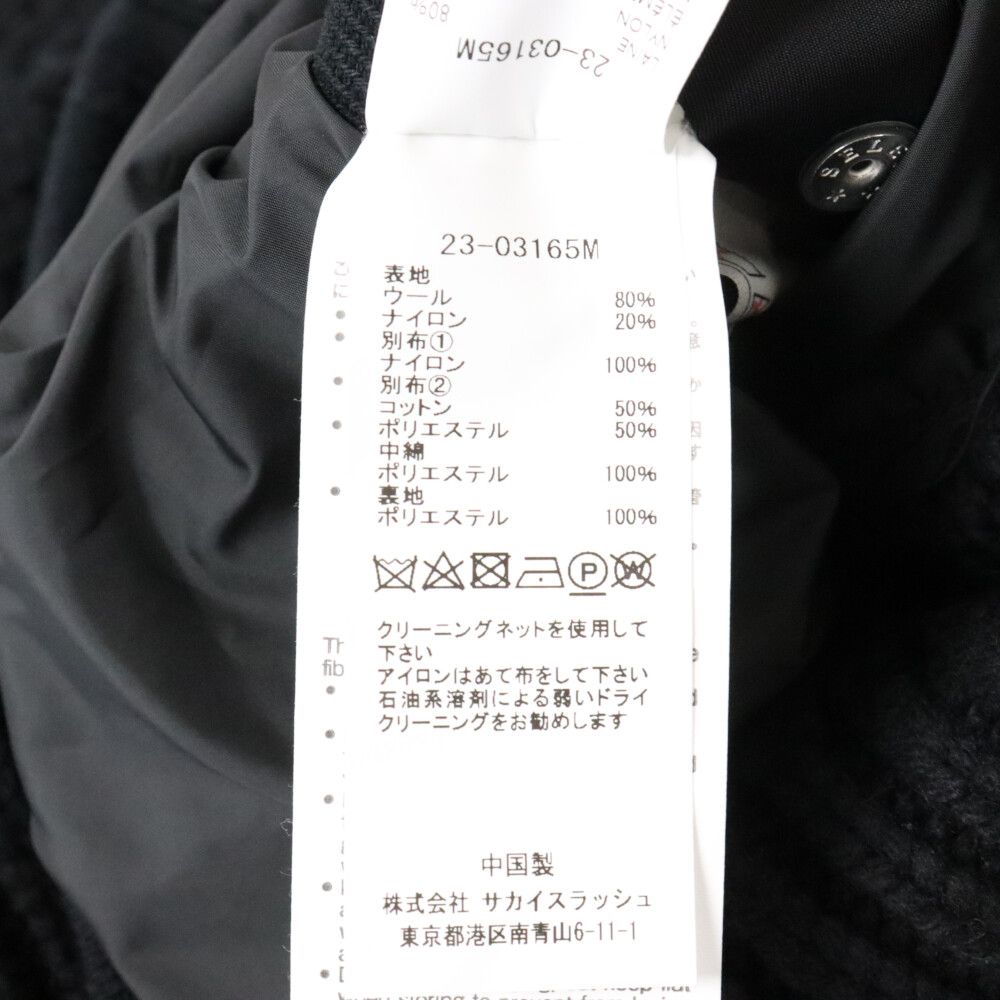 80%
NYLON
23-03165M
SELE
23-03165M
表地
ウール 80%
ナイロン 20%
別布①
ナイロン 100%
別布②
コットン 50%
ポリエステル 50%
中綿
ポリエステル 100%
裏地
ポリエステル 100%
P
W
クリーニングネットを使用して
下さい
アイロンはあて布をして下さい
石油系溶剤による弱いドライ
クリーニングをお勧めします
中国製
株式会社 サカイスラッシュ
東京都港区南青山6-11-1